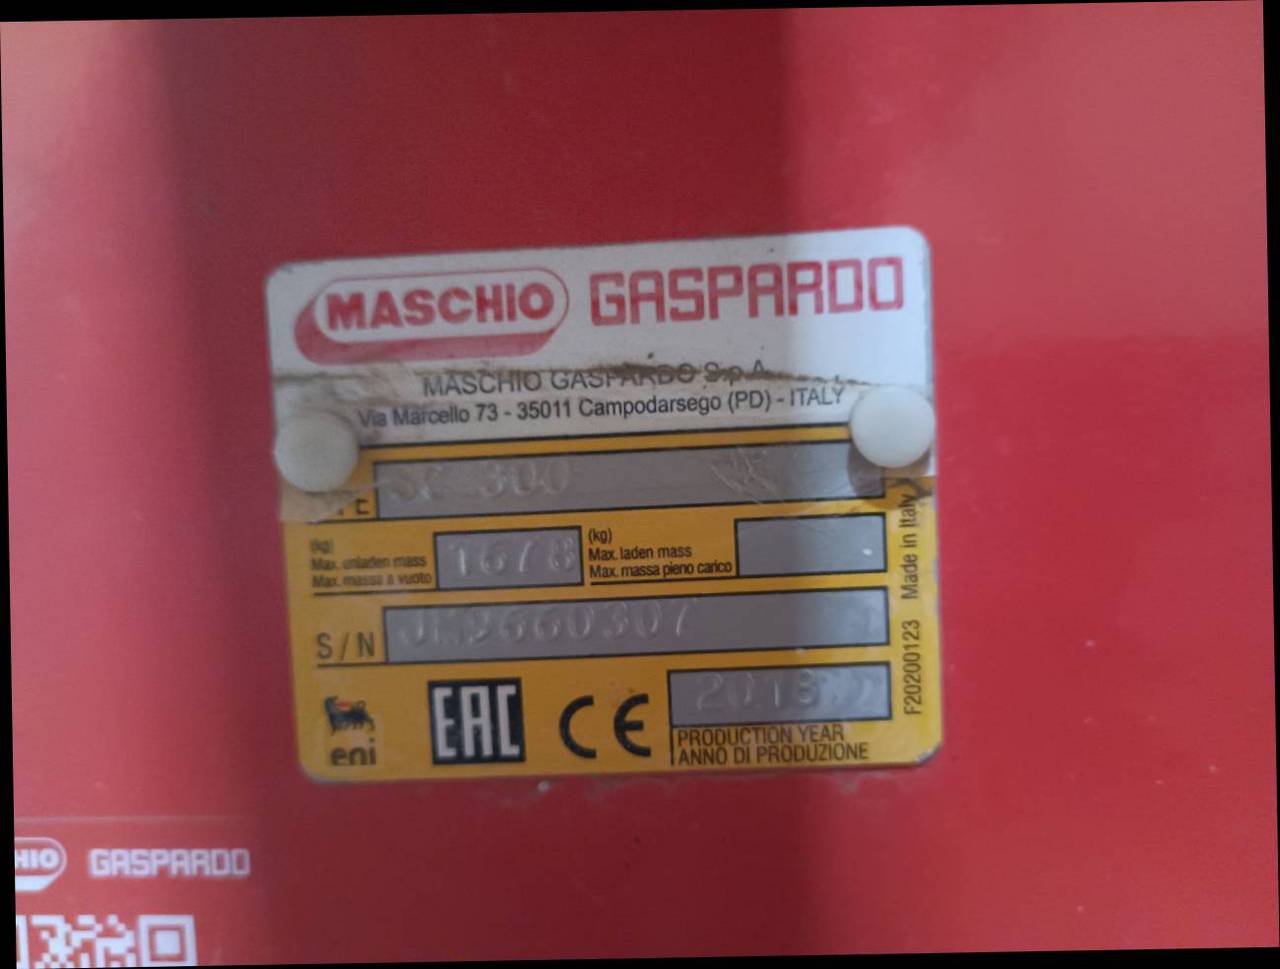 MASCHIO GASPARDO
MASCHIO GASPARDO S.p.A.
Via Marcello 73 - 35011 Campodarsego (PD) - ITALY
300
(kg)
Max. unladen mass
Max. massa a vuoto
1678
(kg)
Max. laden mass
Max. massa pieno carico
S/N
eni
EAC CE
2018
PRODUCTION YEAR
ANNO DI PRODUZIONE
F20200123 Made in Italy
GASPARDO